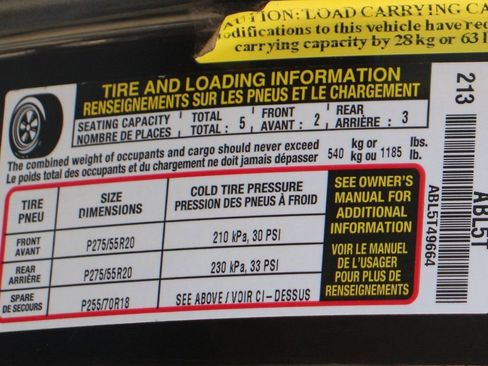 CAUTION: LOAD CARRYING CA
odifications to this vehicle have red
carrying capacity by 28 kg or 63 l
TIRE AND LOADING INFORMATION
RENSEIGNEMENTS SUR LES PNEUS ET LE CHARGEMENT
SEATING CAPACITY TOTAL FRONT REAR
NOMBRE DE PLACES TOTAL : 5 AVANT : 2 ARRIÈRE : 3
The combined weight of occupants and cargo should never exceed 540 kg or 1185 lbs.
Le poids total des occupants et du chargement ne doit jamais dépasser kg ou lb.
TIRE SIZE COLD TIRE PRESSURE
PNEU DIMENSIONS PRESSION DES PNEUS À FROID
FRONT
AVANT P275/55R20 210 kPa, 30 PSI
REAR
ARRIÈRE P275/55R20 230 kPa, 33 PSI
SPARE
DE SECOURS P255/70R18 SEE ABOVE / VOIR CI - DESSUS
SEE OWNER'S
MANUAL FOR
ADDITIONAL
INFORMATION
VOIR LE MANUEL
DE L'USAGER
POUR PLUS DE
RENSEIGNEMENTS
213
ABL5T49664
ABL5T